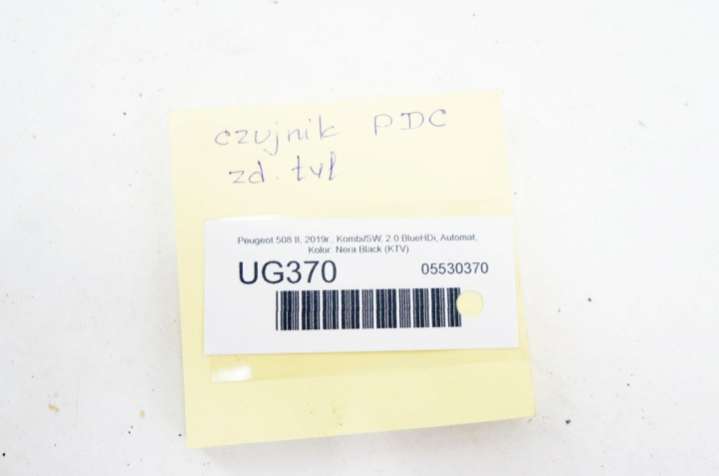 czujnik PDC
zd. tył
Peugeot 508 II, 2019r., Kombi/SW, 2.0 BlueHDi, Automat,
Kolor: Nera Black (KTV)
UG370 05530370